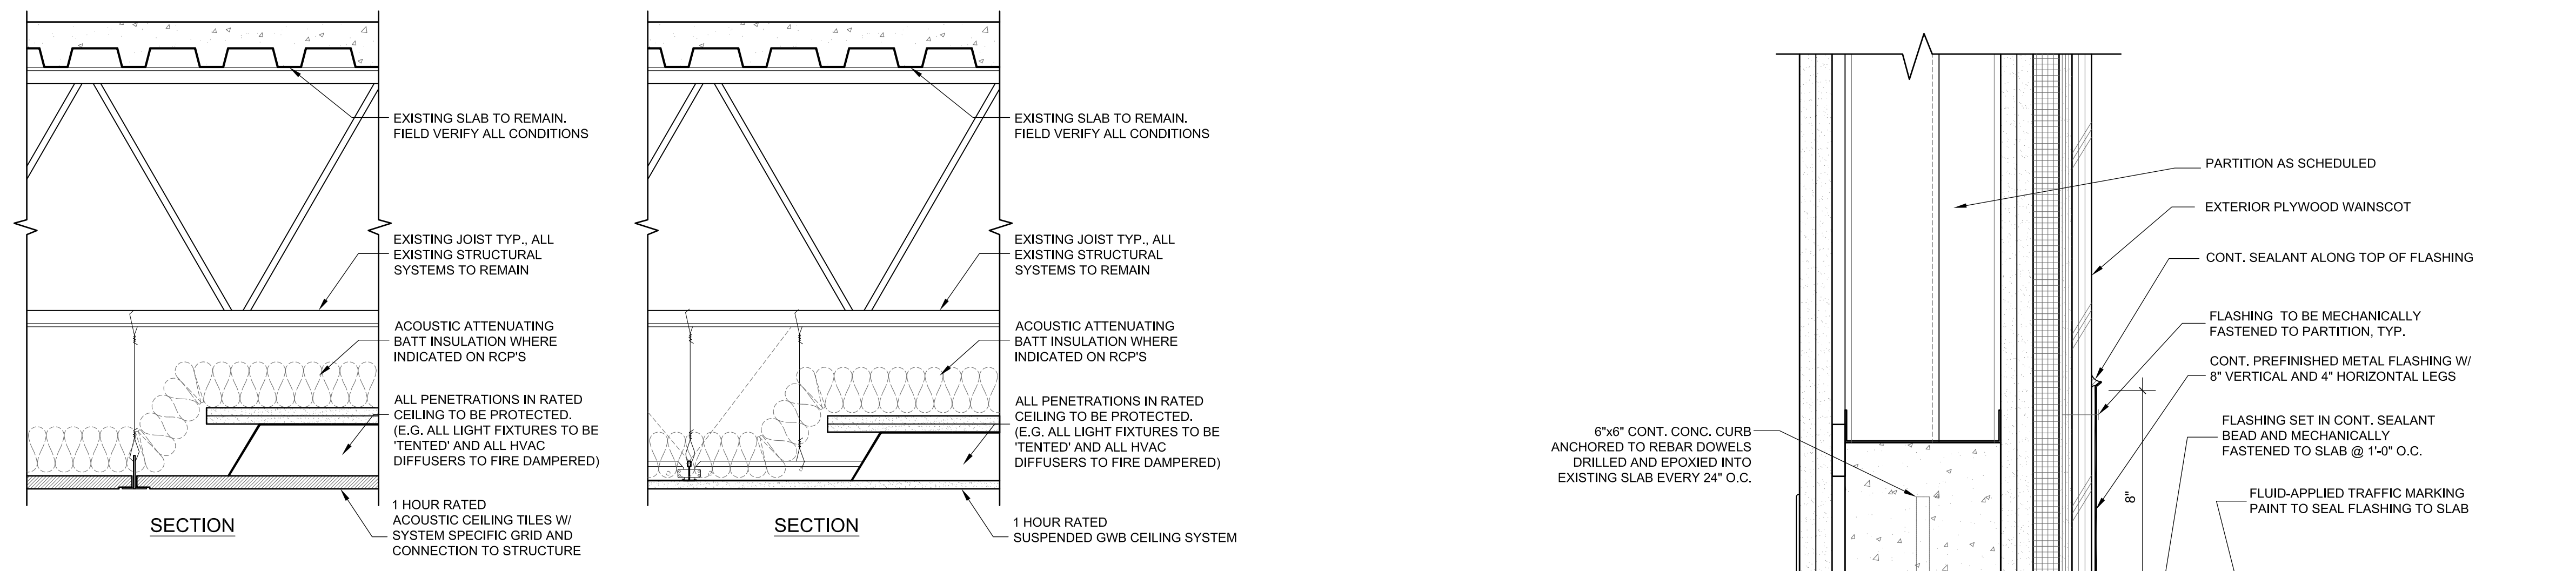 EXISTING SLAB TO REMAIN.
FIELD VERIFY ALL CONDITIONS
EXISTING JOIST TYP., ALL
EXISTING STRUCTURAL
SYSTEMS TO REMAIN
ACOUSTIC ATTENUATING
BATT INSULATION WHERE
INDICATED ON RCP'S
ALL PENETRATIONS IN RATED
CEILING TO BE PROTECTED.
(E.G. ALL LIGHT FIXTURES TO BE
'TENTED' AND ALL HVAC
DIFFUSERS TO FIRE DAMPERED)
1 HOUR RATED
ACOUSTIC CEILING TILES W/
SYSTEM SPECIFIC GRID AND
CONNECTION TO STRUCTURE
SECTION
EXISTING SLAB TO REMAIN.
FIELD VERIFY ALL CONDITIONS
EXISTING JOIST TYP., ALL
EXISTING STRUCTURAL
SYSTEMS TO REMAIN
ACOUSTIC ATTENUATING
BATT INSULATION WHERE
INDICATED ON RCP'S
ALL PENETRATIONS IN RATED
CEILING TO BE PROTECTED.
(E.G. ALL LIGHT FIXTURES TO BE
'TENTED' AND ALL HVAC
DIFFUSERS TO FIRE DAMPERED)
1 HOUR RATED
SUSPENDED GWB CEILING SYSTEM
SECTION
6"x6" CONT. CONC. CURB
ANCHORED TO REBAR DOWELS
DRILLED AND EPOXIED INTO
EXISTING SLAB EVERY 24" O.C.
PARTITION AS SCHEDULED
EXTERIOR PLYWOOD WAINSCOT
CONT. SEALANT ALONG TOP OF FLASHING
FLASHING TO BE MECHANICALLY
FASTENED TO PARTITION, TYP.
CONT. PREFINISHED METAL FLASHING W/
8" VERTICAL AND 4" HORIZONTAL LEGS
FLASHING SET IN CONT. SEALANT
BEAD AND MECHANICALLY
FASTENED TO SLAB @ 1'-0" O.C.
FLUID-APPLIED TRAFFIC MARKING
PAINT TO SEAL FLASHING TO SLAB
8"